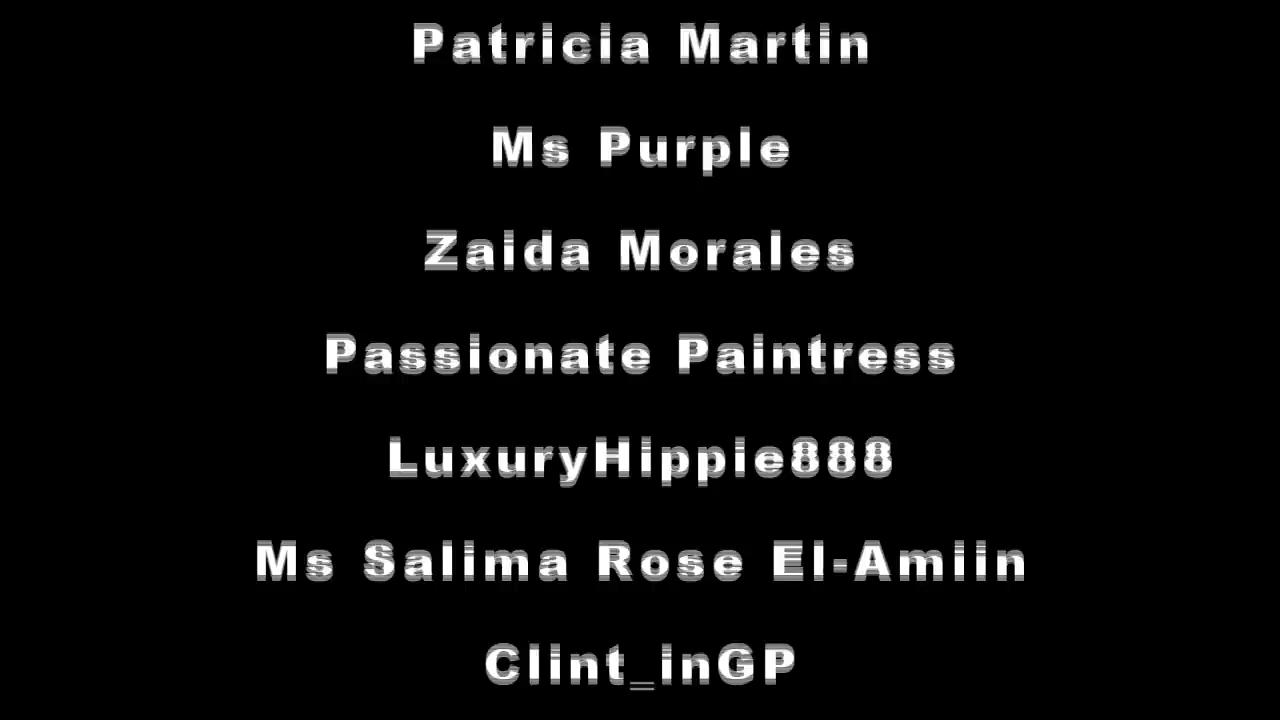 Patricia Martin
Ms Purple
Zaida Morales
Passionate Paintress
LuxuryHippie888
Ms Salima Rose El-Amiin
Clint_inGP